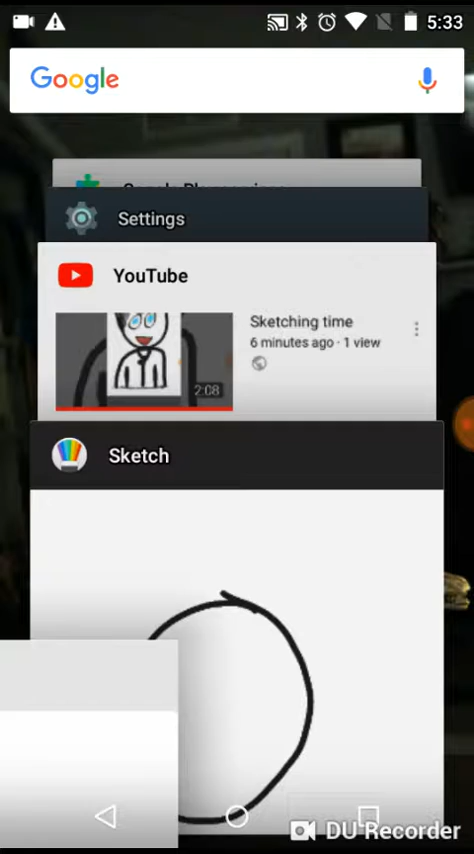 5:33
Google
Settings
YouTube
Sketching time
6 minutes ago · 1 view
2:08
Sketch
DU Recorder